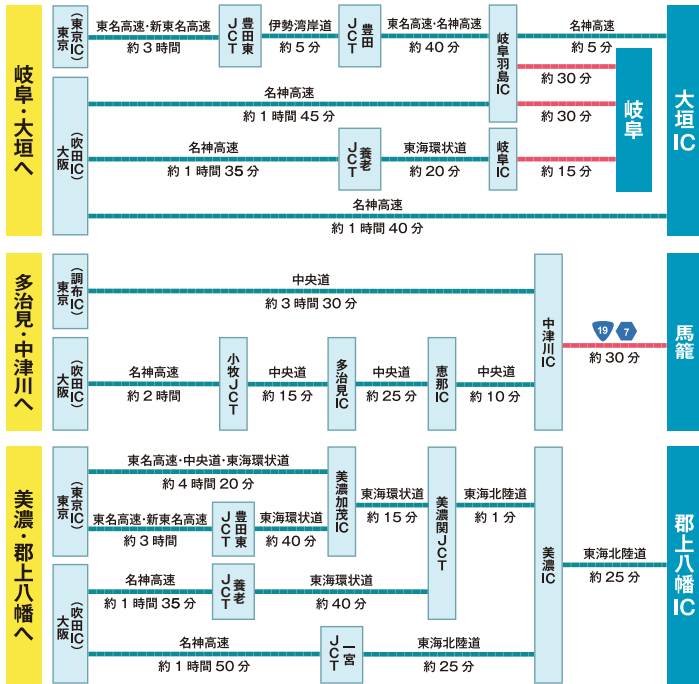 岐阜・大垣へ
東京
(東京IC)
東名高速・新東名高速
約3時間
豊田東
JCT
伊勢湾岸道
約5分
豊田
JCT
東名高速・名神高速
約40分
岐阜羽島IC
名神高速
約5分
約30分
大阪
(吹田IC)
名神高速
約1時間45分
約30分
名神高速
約1時間35分
養老
JCT
東海環状道
約20分
岐阜IC
約15分
岐阜
名神高速
約1時間40分
大垣IC
多治見・中津川へ
東京
(調布IC)
中央道
約3時間30分
中津川IC
19
7
約30分
馬籠
大阪
(吹田IC)
名神高速
約2時間
小牧JCT
中央道
約15分
多治見IC
中央道
約25分
恵那IC
中央道
約10分
美濃・郡上八幡へ
東京
(東京IC)
東名高速・中央道・東海環状道
約4時間20分
東名高速・新東名高速
約3時間
豊田東
JCT
東海環状道
約40分
美濃加茂IC
東海環状道
約15分
美濃関JCT
東海北陸道
約1分
美濃IC
東海北陸道
約25分
郡上八幡IC
大阪
(吹田IC)
名神高速
約1時間35分
養老
JCT
東海環状道
約40分
名神高速
約1時間50分
一宮
JCT
東海北陸道
約25分